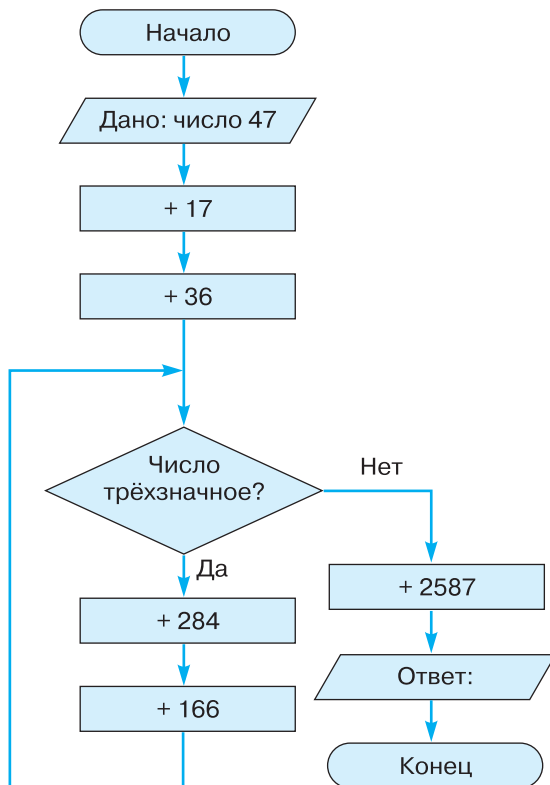 Начало
Дано: число 47
+ 17
+ 36
Число
трёхзначное?
Нет
Да
+ 284
+ 166
+ 2587
Ответ:
Конец